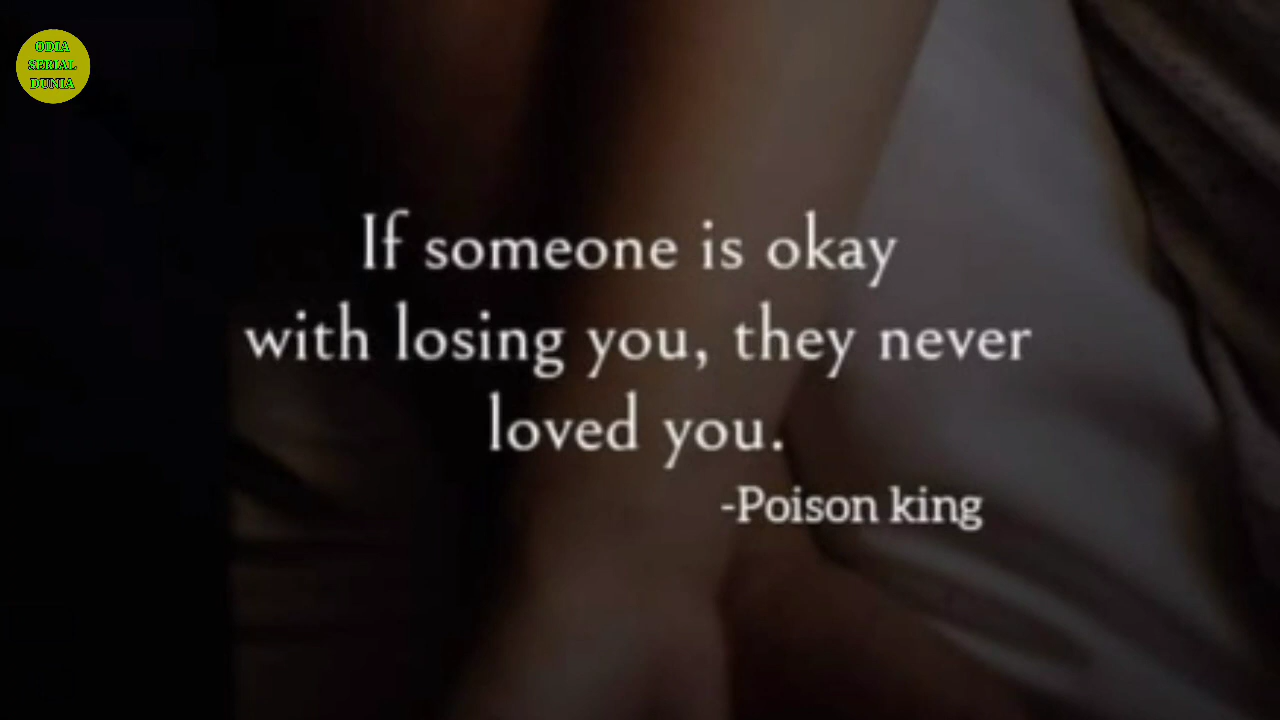 ODIA
SERIAL
DUNIA
If someone is okay
with losing you, they never
loved you.
-Poison king